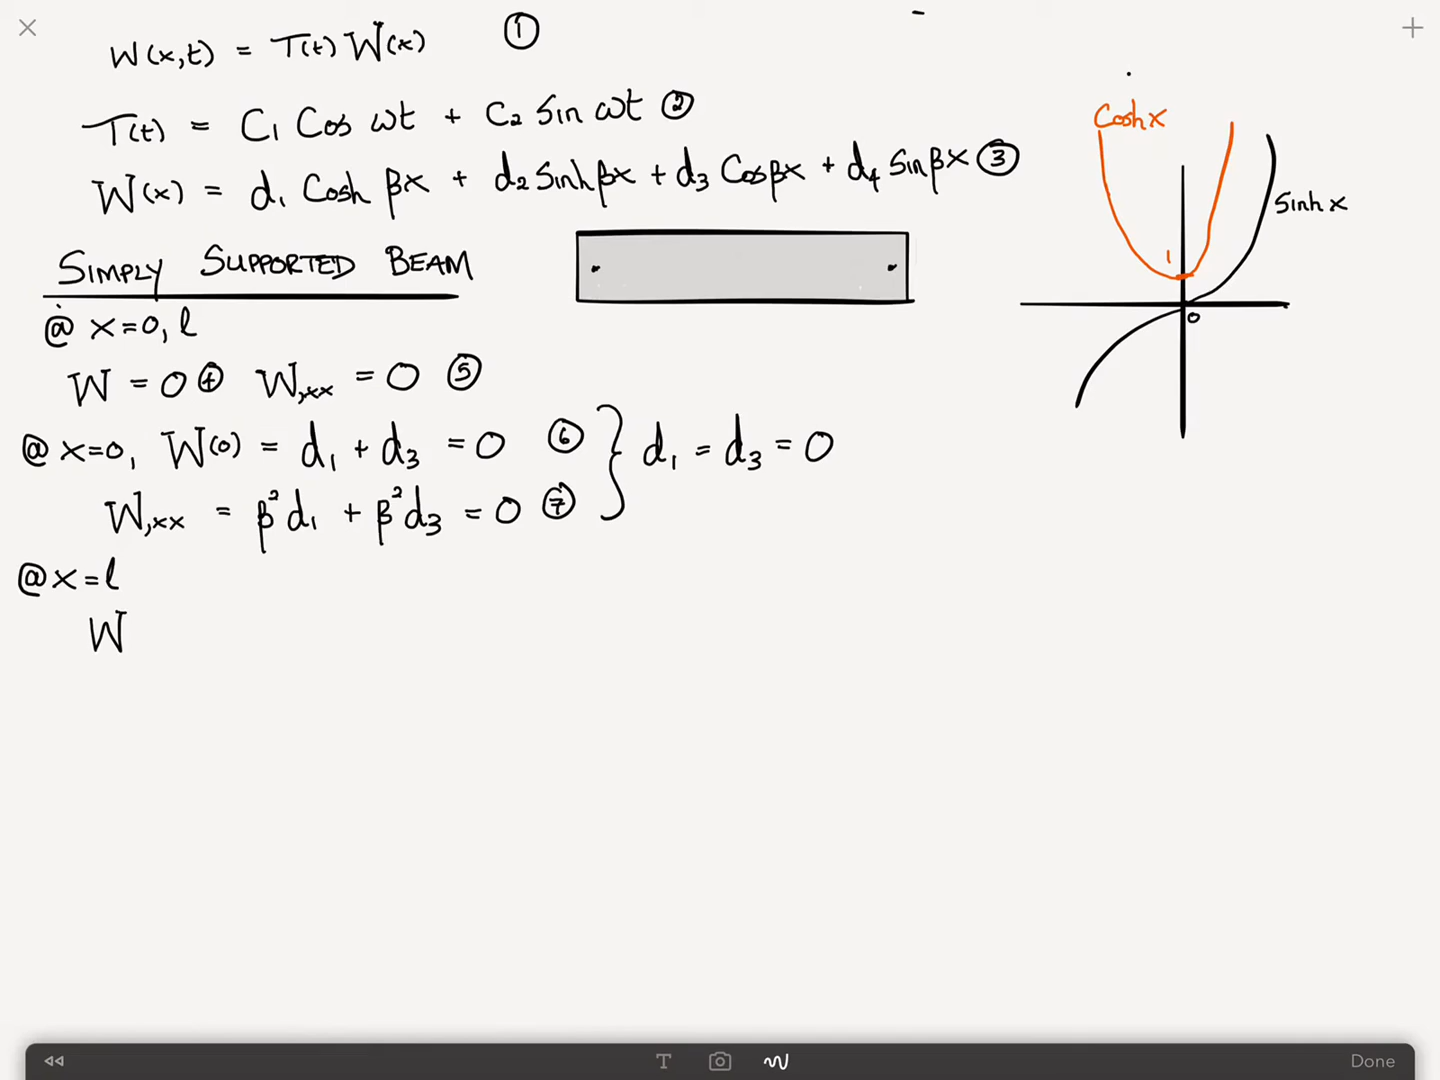 W(x,t) = T(t) W(x) ①
T(t) = C₁ Cos ωt + C₂ Sin ωt ②
W(x) = d₁ Cosh βx + d₂ Sinh βx + d₃ Cos βx + d₄ Sin βx ③
SIMPLY SUPPORTED BEAM
@ x=0, l
W = 0 ④ W,xx = 0 ⑤
@ x=0, W(0) = d₁ + d₃ = 0 ⑥ } d₁ = d₃ = 0
W,xx = β²d₁ + β²d₃ = 0 ⑦
@ x=l
W
Cosh x
Sinh x
1
0
T
Done